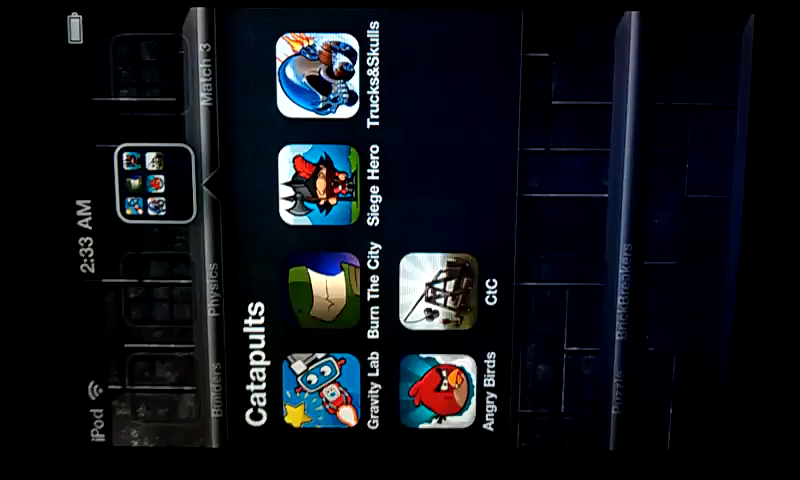 iPod 2:33 AM
Builders Physics Match 3
Catapults
Gravity Lab Burn The City Siege Hero Trucks&Skulls
Angry Birds CtC
Puzzle BrickBreakers